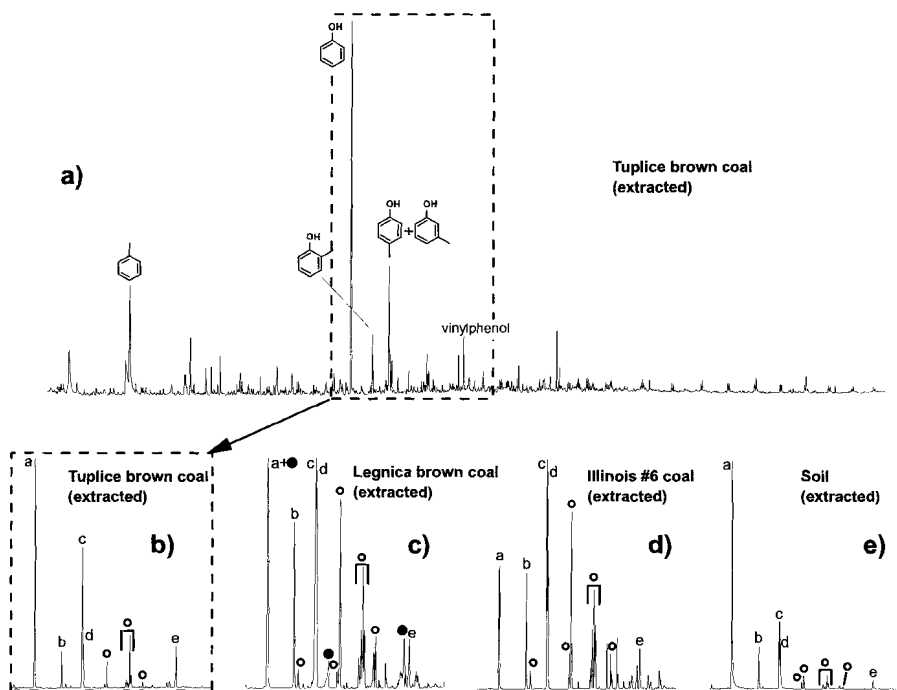 OH
a)
Tuplice brown coal
(extracted)
OH
OH
+
OH
vinylphenol
a
Tuplice brown coal
(extracted)
b)
c
b
d
e
a+
c
d
Legnica brown coal
(extracted)
b
c)
e
c
d
Illinois #6 coal
(extracted)
a
b
d)
e
a
Soil
(extracted)
e)
b
c
d
e